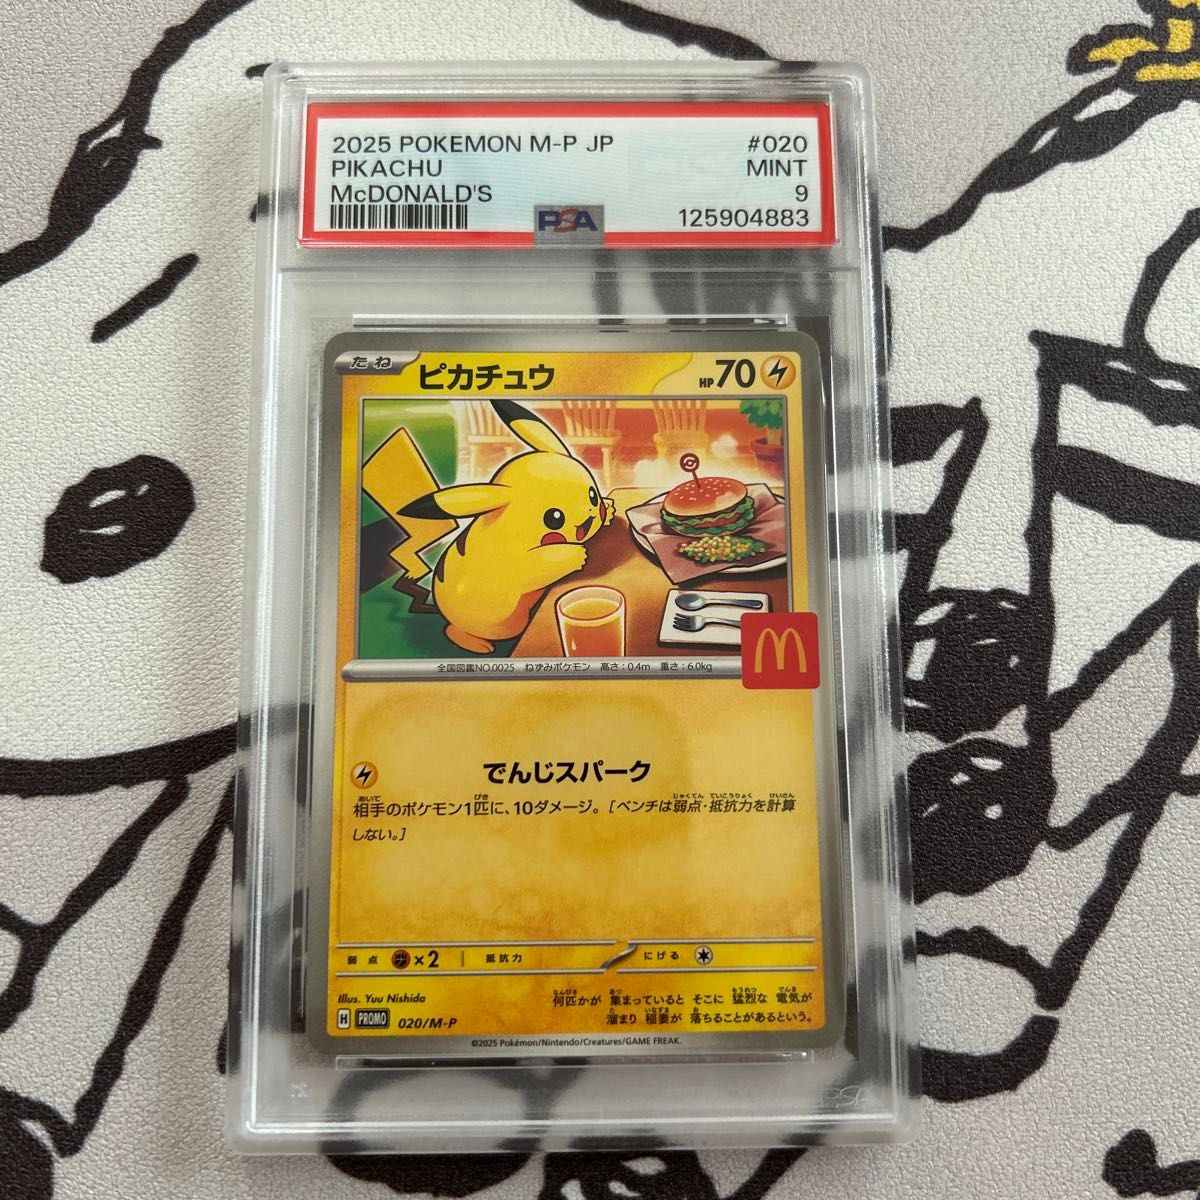 2025 POKEMON M-P JP #020
PIKACHU MINT
McDONALD'S 9
PSA 125904883
たね ピカチュウ HP70
全国図鑑NO.0025 ねずみポケモン 高さ:0.4m 重さ:6.0kg
M
でんじスパーク
相手のポケモン1匹に、10ダメージ。[ベンチは弱点・抵抗力を計算
しない。]
弱点 ×2 抵抗力 にげる
Illus. Yuu Nishida
何匹かが 集まっていると そこに 猛烈な 電気が
溜まり 稲妻が 落ちることがあるという。
H PROMO 020/M-P
©2025 Pokémon/Nintendo/Creatures/GAME FREAK.
PSA